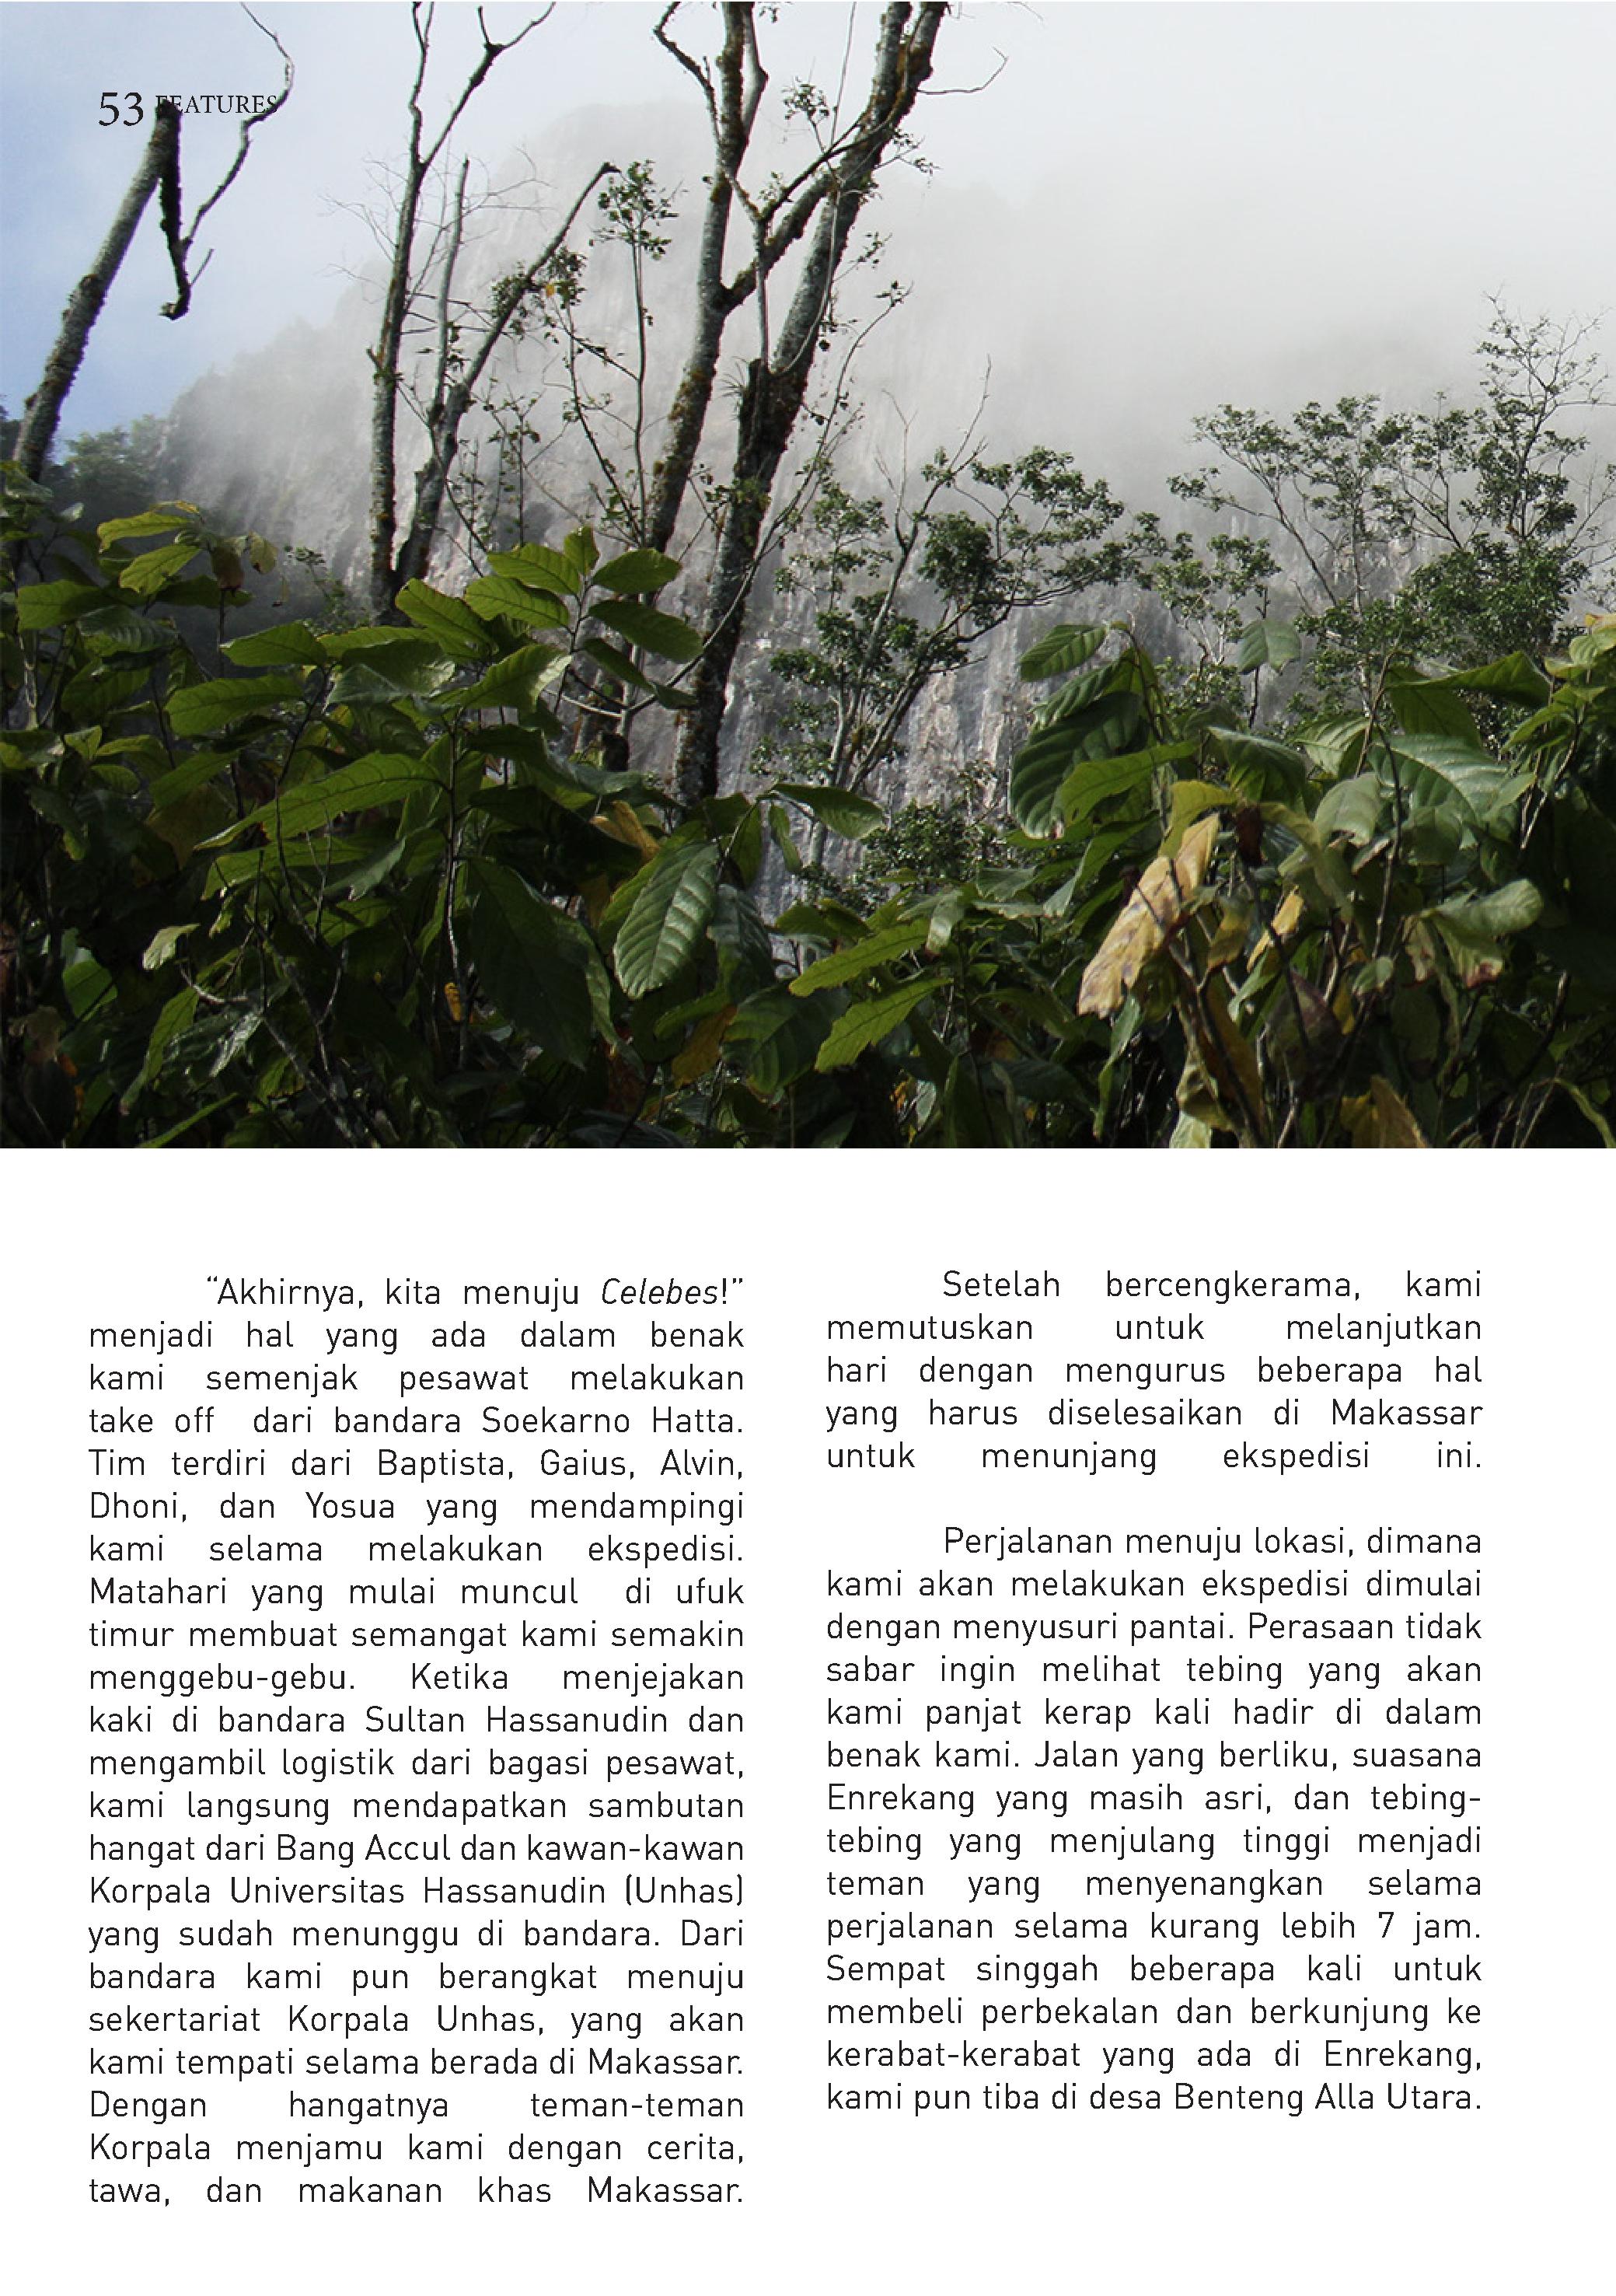 53 FEATURES
“Akhirnya, kita menuju Celebes!”
menjadi hal yang ada dalam benak
kami semenjak pesawat melakukan
take off dari bandara Soekarno Hatta.
Tim terdiri dari Baptista, Gaius, Alvin,
Dhoni, dan Yosua yang mendampingi
kami selama melakukan ekspedisi.
Matahari yang mulai muncul di ufuk
timur membuat semangat kami semakin
menggebu-gebu. Ketika menjejakan
kaki di bandara Sultan Hassanudin dan
mengambil logistik dari bagasi pesawat,
kami langsung mendapatkan sambutan
hangat dari Bang Accul dan kawan-kawan
Korpala Universitas Hassanudin (Unhas)
yang sudah menunggu di bandara. Dari
bandara kami pun berangkat menuju
sekertariat Korpala Unhas, yang akan
kami tempati selama berada di Makassar.
Dengan hangatnya teman-teman
Korpala menjamu kami dengan cerita,
tawa, dan makanan khas Makassar.
Setelah bercengkerama, kami
memutuskan untuk melanjutkan
hari dengan mengurus beberapa hal
yang harus diselesaikan di Makassar
untuk menunjang ekspedisi ini.
Perjalanan menuju lokasi, dimana
kami akan melakukan ekspedisi dimulai
dengan menyusuri pantai. Perasaan tidak
sabar ingin melihat tebing yang akan
kami panjat kerap kali hadir di dalam
benak kami. Jalan yang berliku, suasana
Enrekang yang masih asri, dan tebing-
tebing yang menjulang tinggi menjadi
teman yang menyenangkan selama
perjalanan selama kurang lebih 7 jam.
Sempat singgah beberapa kali untuk
membeli perbekalan dan berkunjung ke
kerabat-kerabat yang ada di Enrekang,
kami pun tiba di desa Benteng Alla Utara.